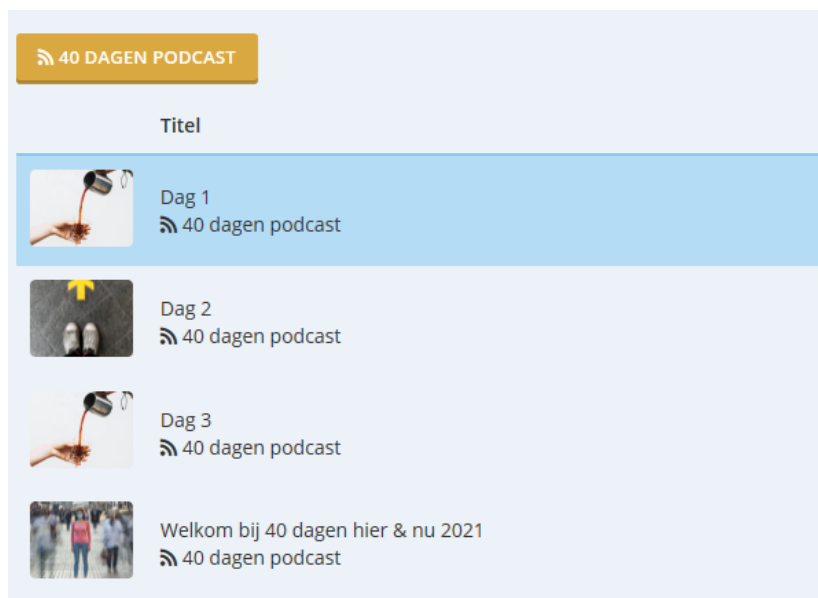 40 DAGEN PODCAST
Titel
Dag 1
40 dagen podcast
Dag 2
40 dagen podcast
Dag 3
40 dagen podcast
Welkom bij 40 dagen hier & nu 2021
40 dagen podcast